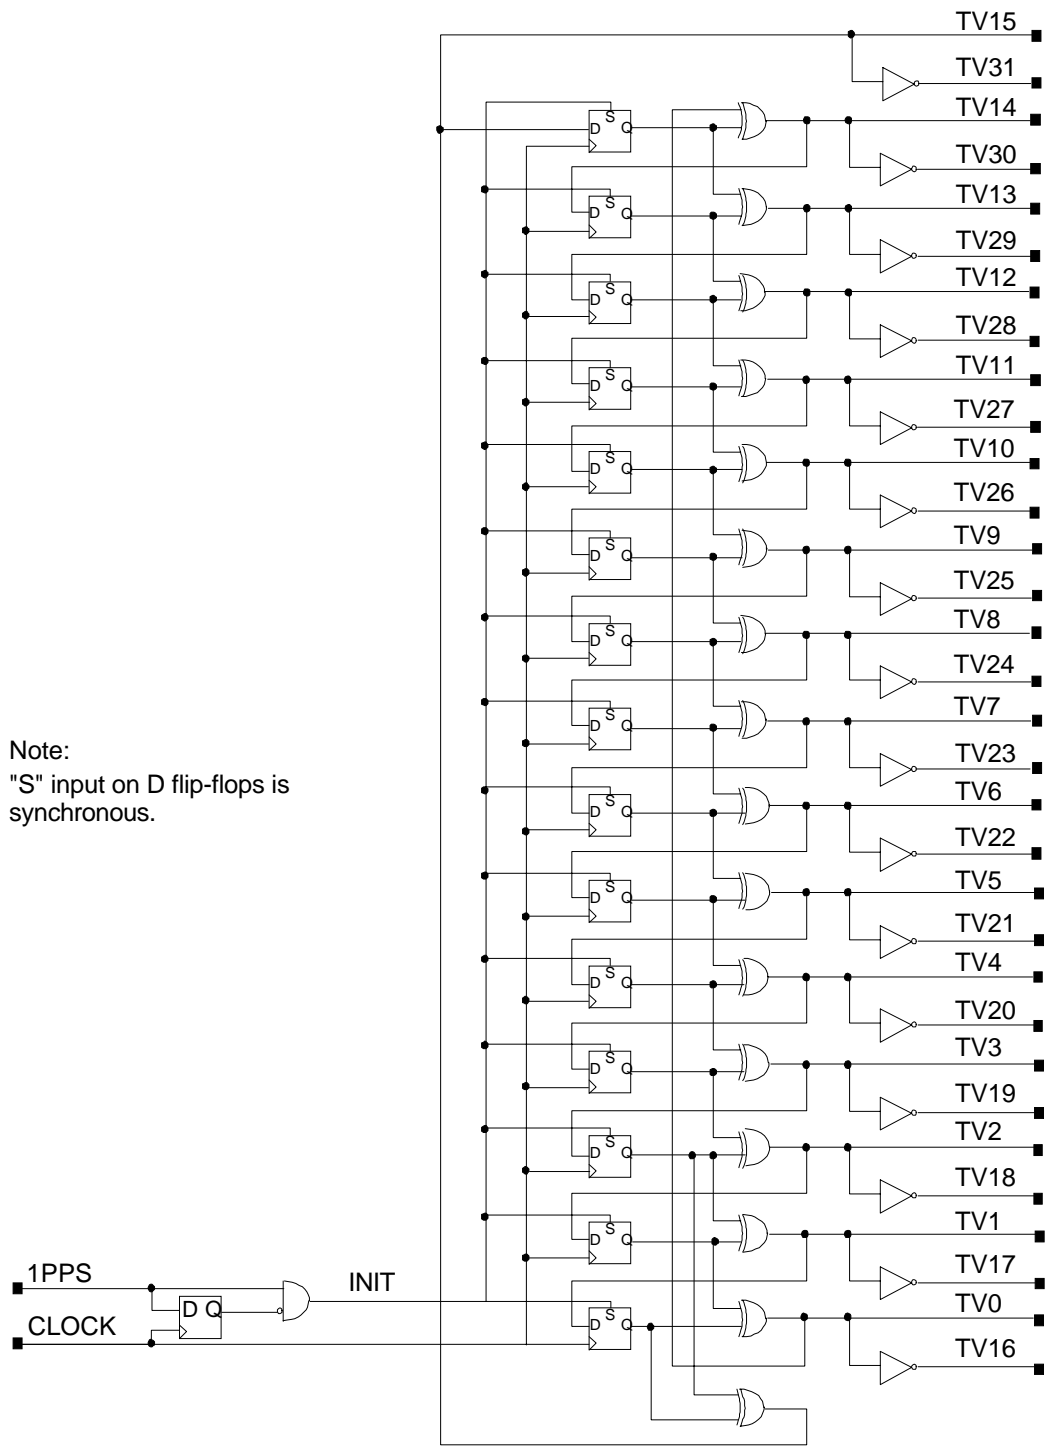 TV15
TV31
TV14
S
D Q
TV30
TV13
S
D Q
TV29
TV12
S
D Q
TV28
TV11
S
D Q
TV27
TV10
S
D Q
TV26
TV9
S
D Q
TV25
TV8
S
D Q
TV24
TV7
S
D Q
TV23
Note:
"S" input on D flip-flops is
synchronous.
TV6
S
D Q
TV22
TV5
S
D Q
TV21
TV4
S
D Q
TV20
TV3
S
D Q
TV19
TV2
S
D Q
TV18
TV1
S
D Q
TV17
1PPS
INIT
D Q
CLOCK
TV0
S
D Q
TV16